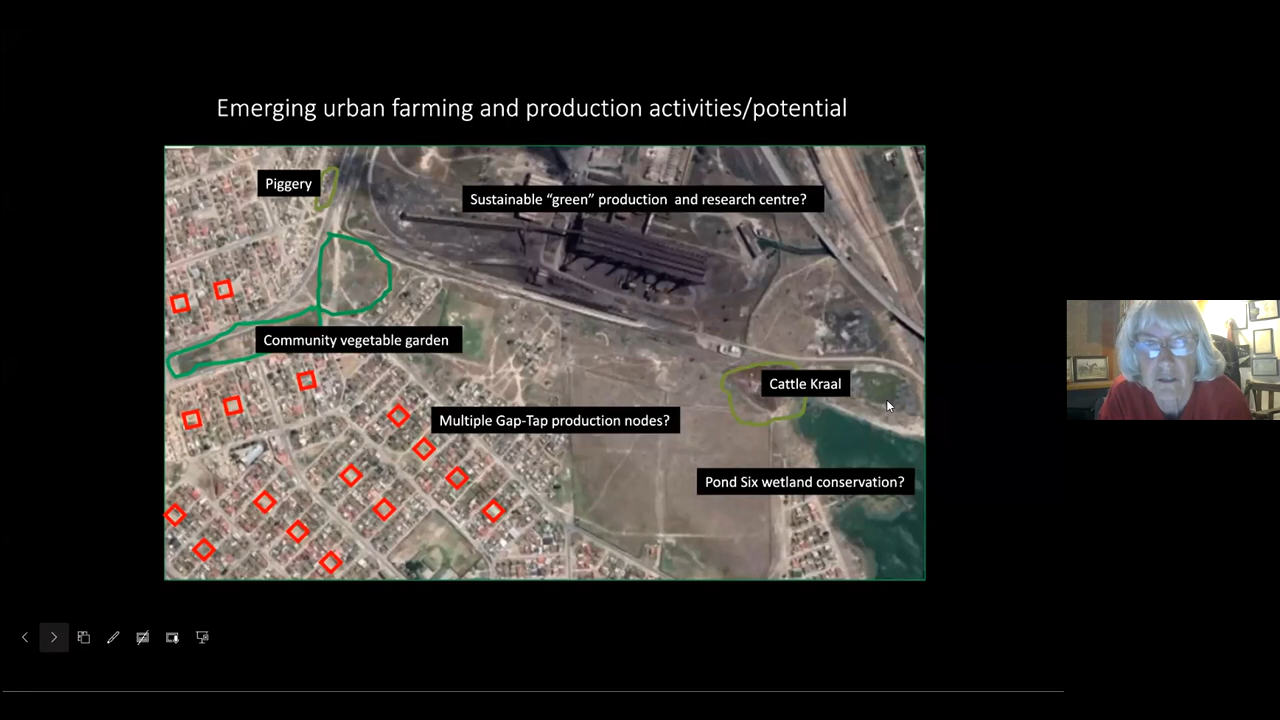 Emerging urban farming and production activities/potential
Piggery
Sustainable “green” production and research centre?
Community vegetable garden
Cattle Kraal
Multiple Gap-Tap production nodes?
Pond Six wetland conservation?